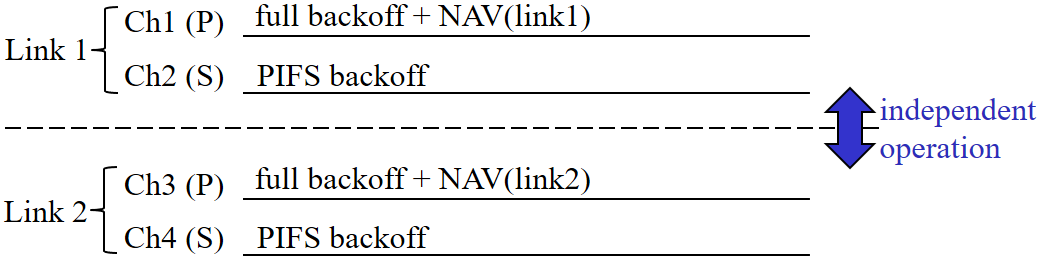 Link 1
Ch1 (P) full backoff + NAV(link1)
Ch2 (S) PIFS backoff
independent
operation
Link 2
Ch3 (P) full backoff + NAV(link2)
Ch4 (S) PIFS backoff